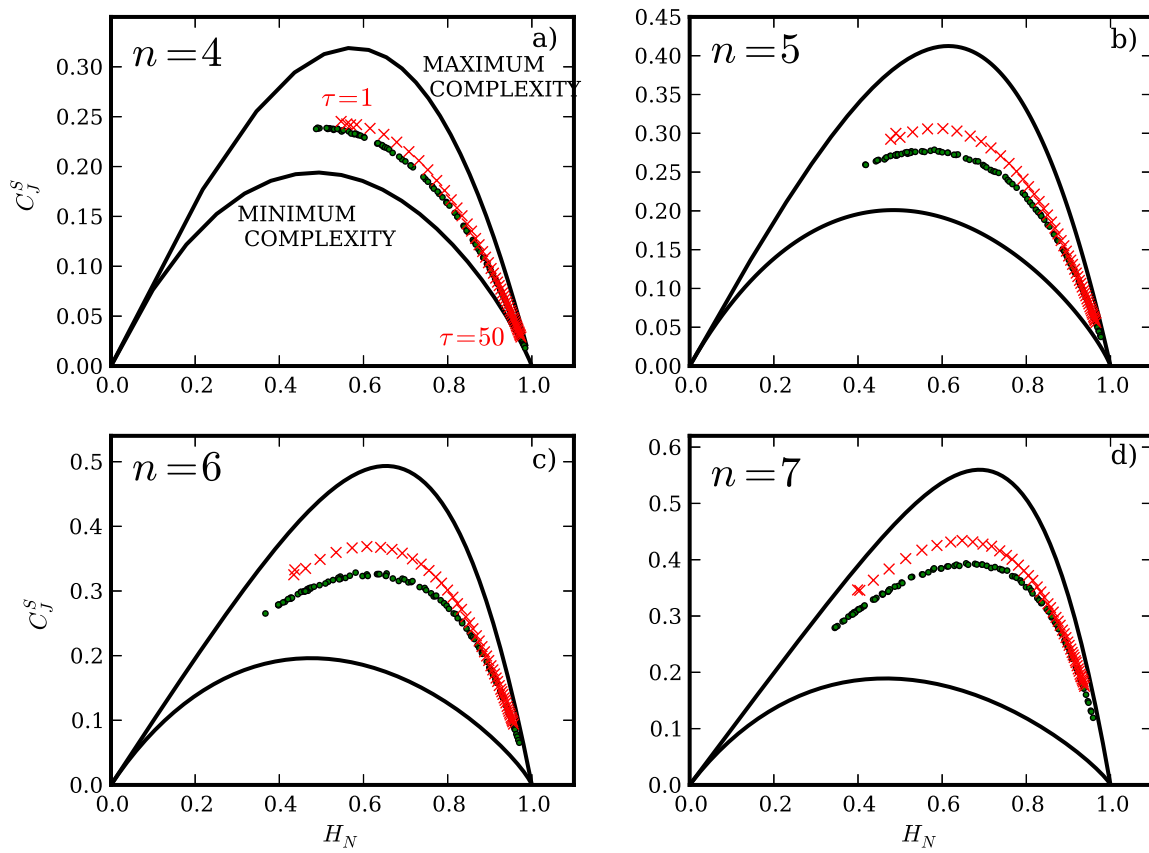 n = 4
a)
MAXIMUM
COMPLEXITY
τ=1
MINIMUM
COMPLEXITY
τ=50
C_J^S
0.30
0.25
0.20
0.15
0.10
0.05
0.00
0.0 0.2 0.4 0.6 0.8 1.0
n = 5
b)
0.45
0.40
0.35
0.30
0.25
0.20
0.15
0.10
0.05
0.00
0.0 0.2 0.4 0.6 0.8 1.0
n = 6
c)
C_J^S
0.5
0.4
0.3
0.2
0.1
0.0
0.0 0.2 0.4 0.6 0.8 1.0
H_N
n = 7
d)
0.6
0.5
0.4
0.3
0.2
0.1
0.0
0.0 0.2 0.4 0.6 0.8 1.0
H_N